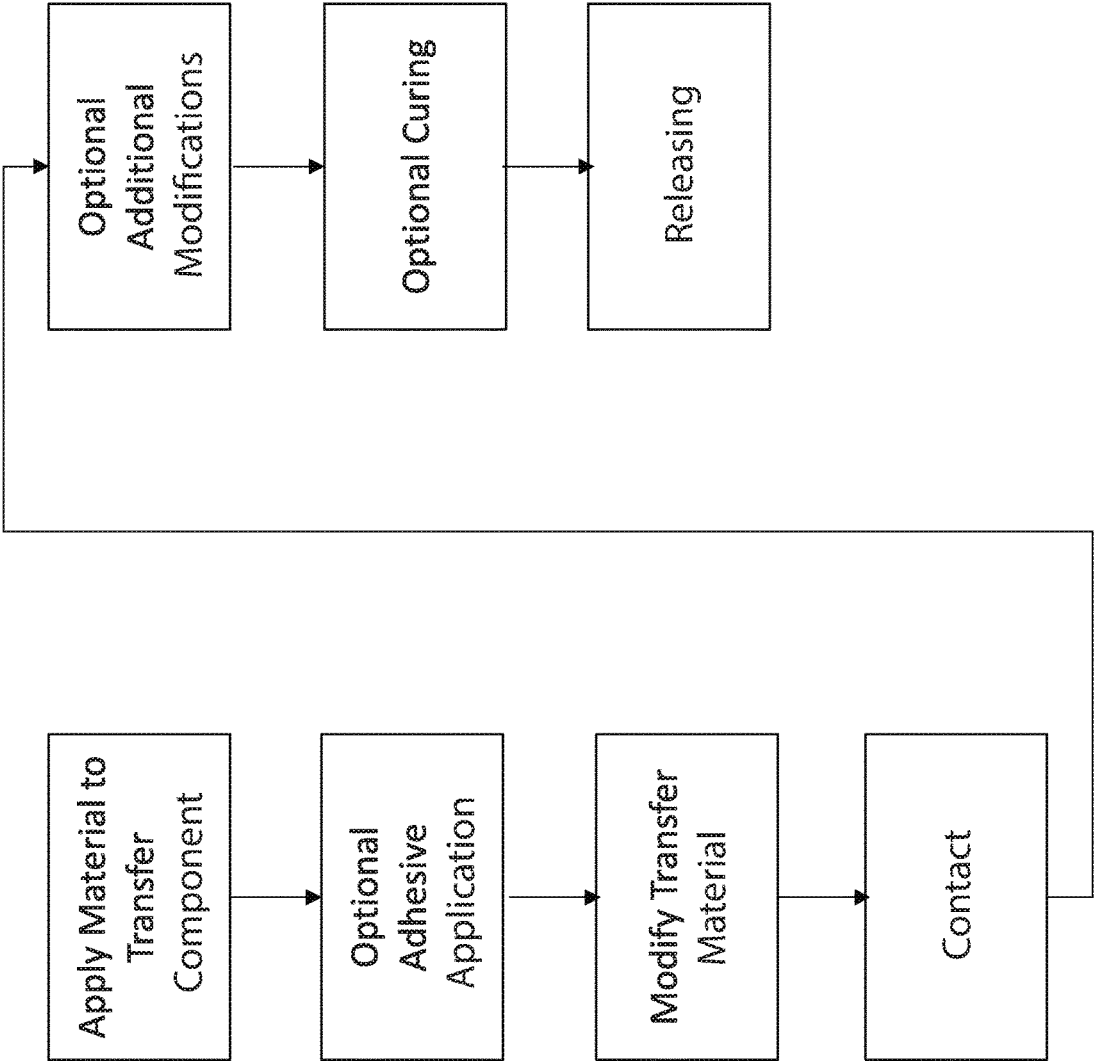 Apply Material to
Transfer
Component
Optional
Adhesive
Application
Modify Transfer
Material
Contact
Optional
Additional
Modifications
Optional Curing
Releasing